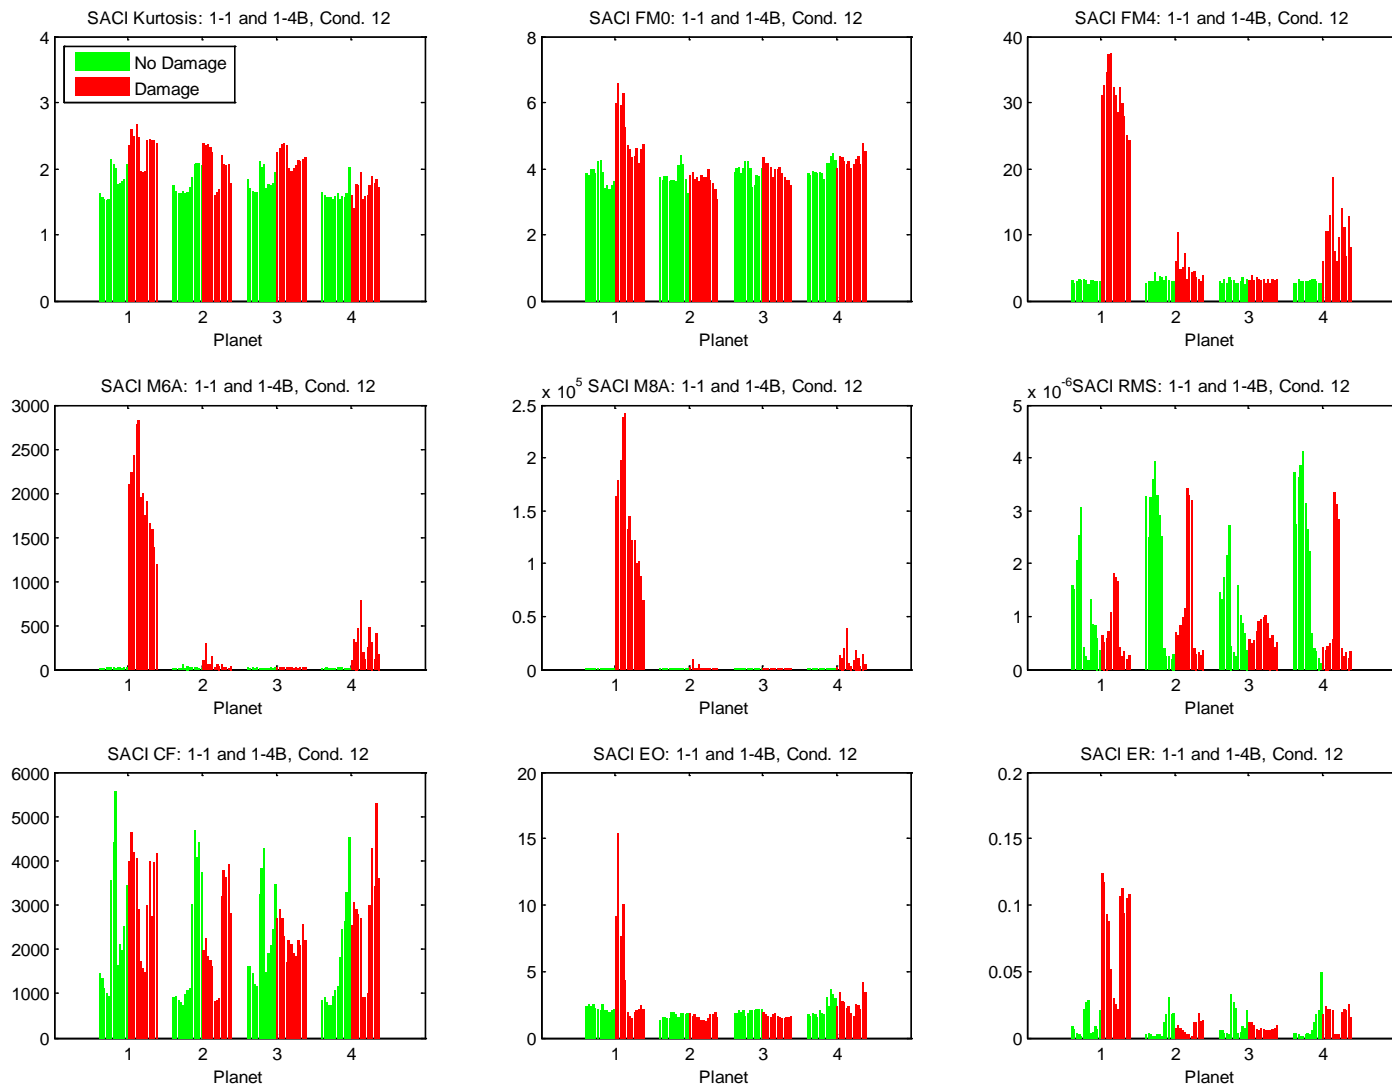 SACI Kurtosis: 1-1 and 1-4B, Cond. 12
4
3
2
1
0
No Damage
Damage
1 2 3 4
Planet
SACI FM0: 1-1 and 1-4B, Cond. 12
8
6
4
2
0
1 2 3 4
Planet
SACI FM4: 1-1 and 1-4B, Cond. 12
40
30
20
10
0
1 2 3 4
Planet
SACI M6A: 1-1 and 1-4B, Cond. 12
3000
2500
2000
1500
1000
500
0
1 2 3 4
Planet
x 10^5 SACI M8A: 1-1 and 1-4B, Cond. 12
2.5
2
1.5
1
0.5
0
1 2 3 4
Planet
x 10^-6 SACI RMS: 1-1 and 1-4B, Cond. 12
5
4
3
2
1
0
1 2 3 4
Planet
SACI CF: 1-1 and 1-4B, Cond. 12
6000
5000
4000
3000
2000
1000
0
1 2 3 4
Planet
SACI EO: 1-1 and 1-4B, Cond. 12
20
15
10
5
0
1 2 3 4
Planet
SACI ER: 1-1 and 1-4B, Cond. 12
0.2
0.15
0.1
0.05
0
1 2 3 4
Planet